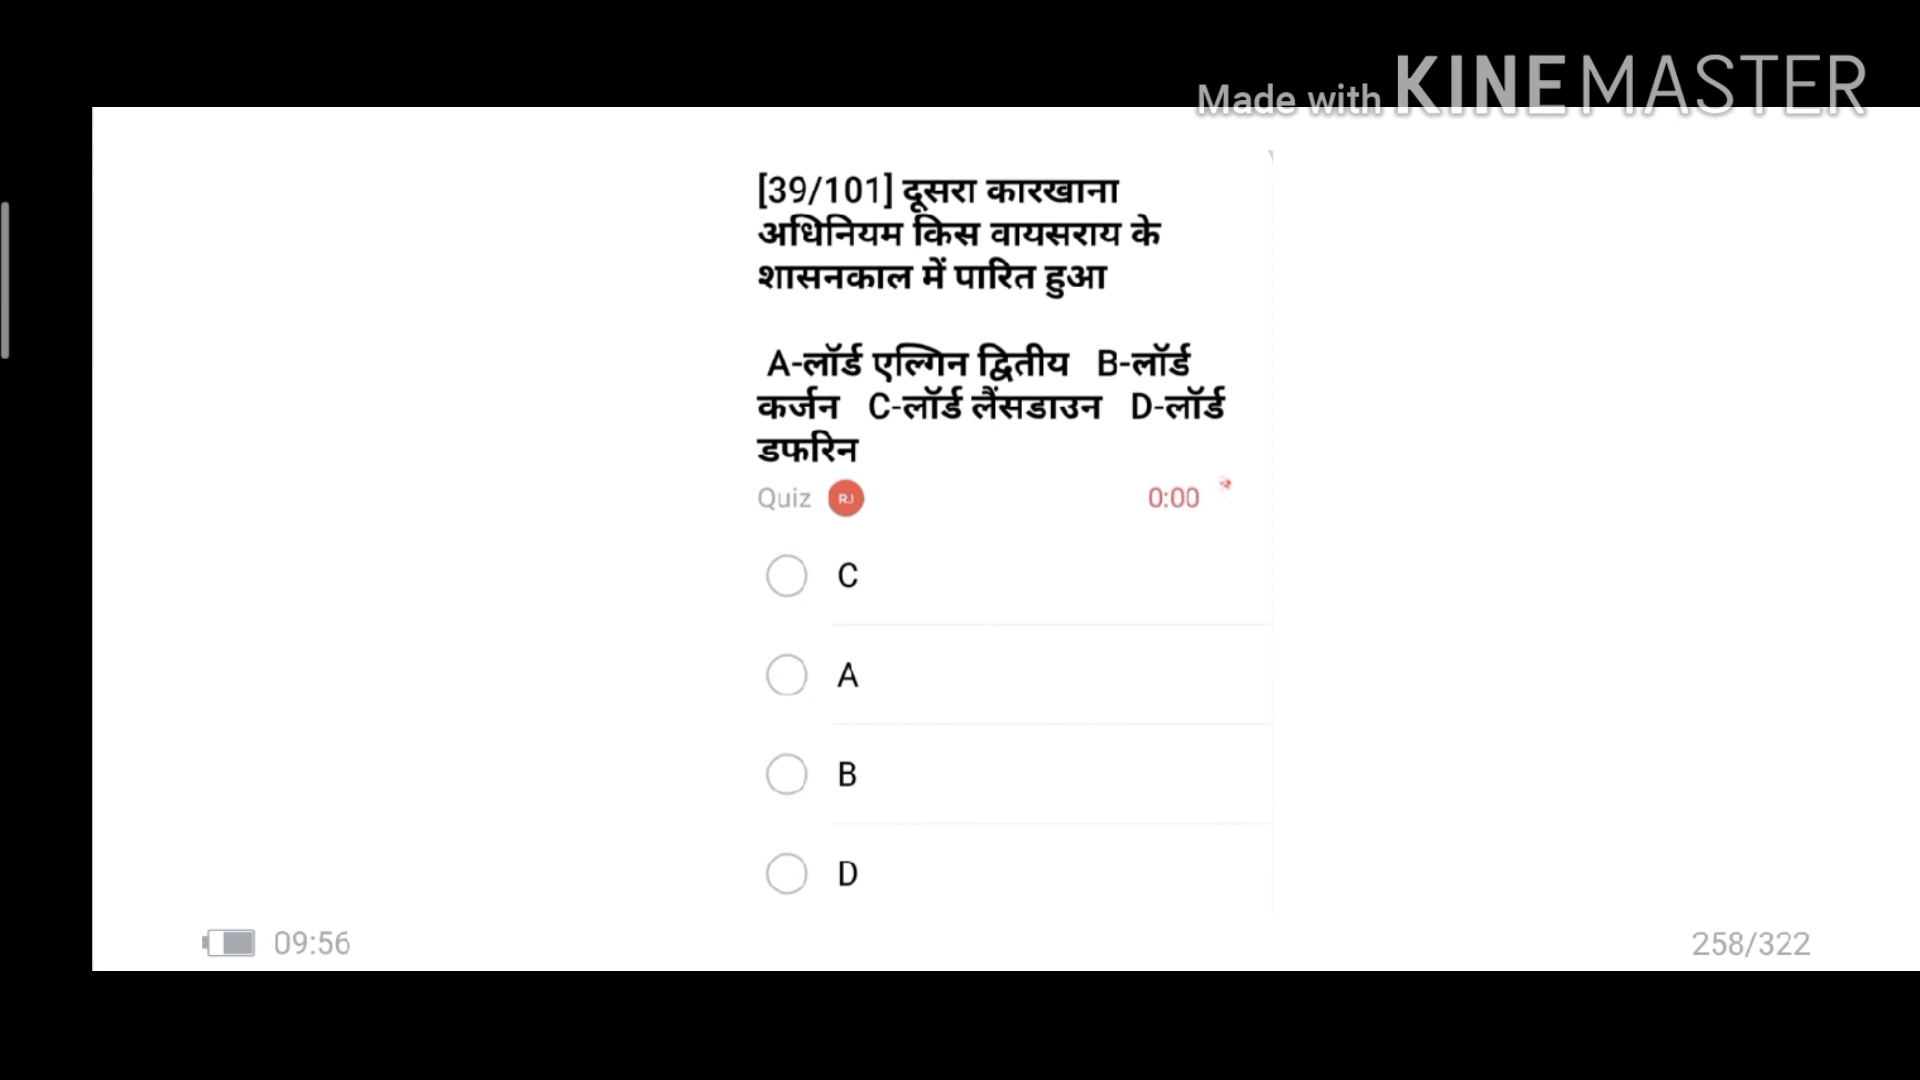 Made with KINEMASTER
[39/101] दूसरा कारखाना
अधिनियम किस वायसराय के
शासनकाल में पारित हुआ
A-लॉर्ड एल्गिन द्वितीय B-लॉर्ड
कर्जन C-लॉर्ड लैंसडाउन D-लॉर्ड
डफरिन
Quiz RJ 0:00
C
A
B
D
09:56 258/322